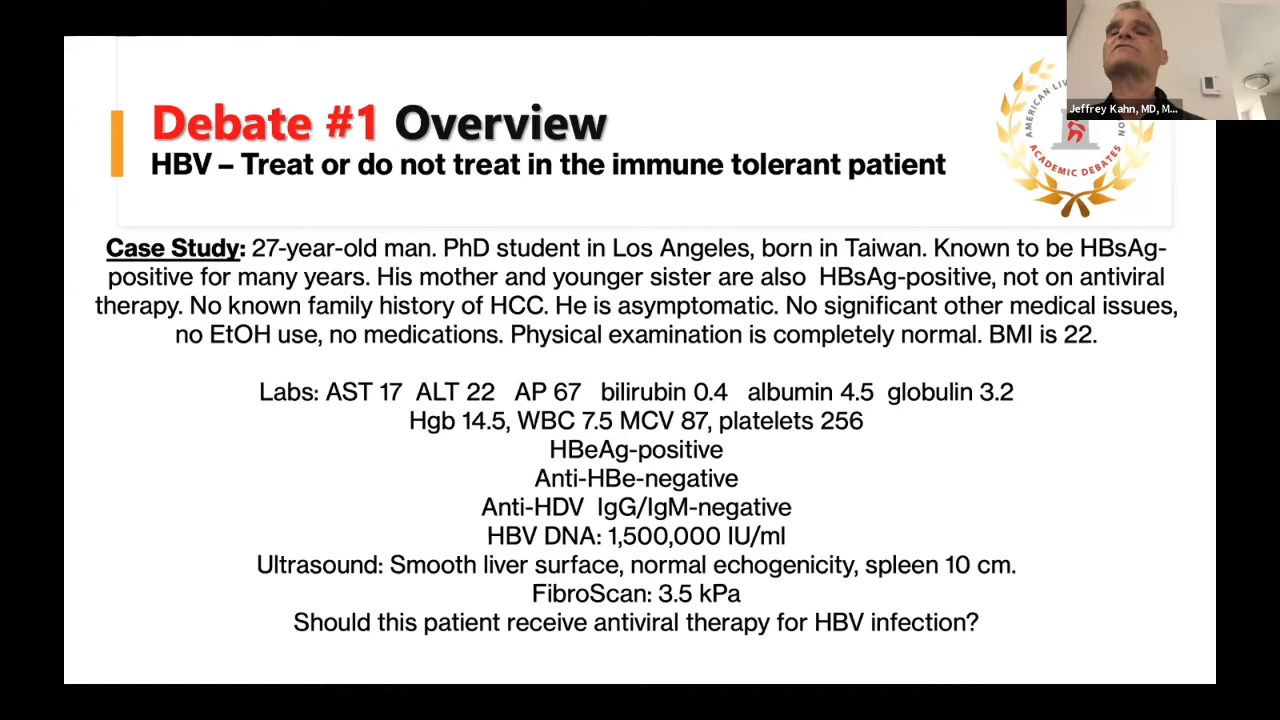 Debate #1 Overview
HBV – Treat or do not treat in the immune tolerant patient
AMERICAN LIV
ON
ACADEMIC DEBATES
Jeffrey Kahn, MD, M...
Case Study: 27-year-old man. PhD student in Los Angeles, born in Taiwan. Known to be HBsAg-
positive for many years. His mother and younger sister are also HBsAg-positive, not on antiviral
therapy. No known family history of HCC. He is asymptomatic. No significant other medical issues,
no EtOH use, no medications. Physical examination is completely normal. BMI is 22.
Labs: AST 17 ALT 22 AP 67 bilirubin 0.4 albumin 4.5 globulin 3.2
Hgb 14.5, WBC 7.5 MCV 87, platelets 256
HBeAg-positive
Anti-HBe-negative
Anti-HDV IgG/IgM-negative
HBV DNA: 1,500,000 IU/ml
Ultrasound: Smooth liver surface, normal echogenicity, spleen 10 cm.
FibroScan: 3.5 kPa
Should this patient receive antiviral therapy for HBV infection?